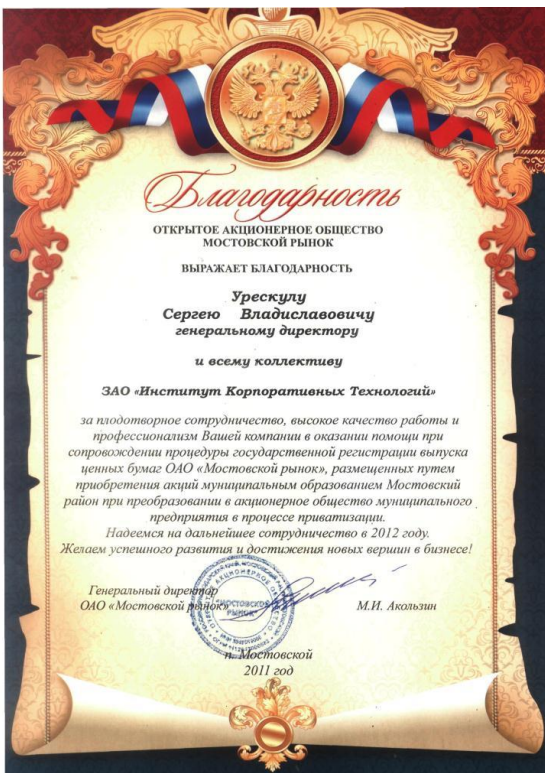 Благодарность
ОТКРЫТОЕ АКЦИОНЕРНОЕ ОБЩЕСТВО
МОСТОВСКОЙ РЫНОК
ВЫРАЖАЕТ БЛАГОДАРНОСТЬ
Урескулу
Сергею Владиславовичу
генеральному директору
и всему коллективу
ЗАО «Институт Корпоративных Технологий»
за плодотворное сотрудничество, высокое качество работы и
профессионализм Вашей компании в оказании помощи при
сопровождении процедуры государственной регистрации выпуска
ценных бумаг ОАО «Мостовской рынок», размещенных путем
приобретения акций муниципальным образованием Мостовский
район при преобразовании в акционерное общество муниципального
предприятия в процессе приватизации.
Надеемся на дальнейшее сотрудничество в 2012 году.
Желаем успешного развития и достижения новых вершин в бизнесе!
Генеральный директор
ОАО «Мостовской рынок»
М.И. Акользин
"МОСТОВСКОЙ
РЫНОК"
п. Мостовской
2011 год